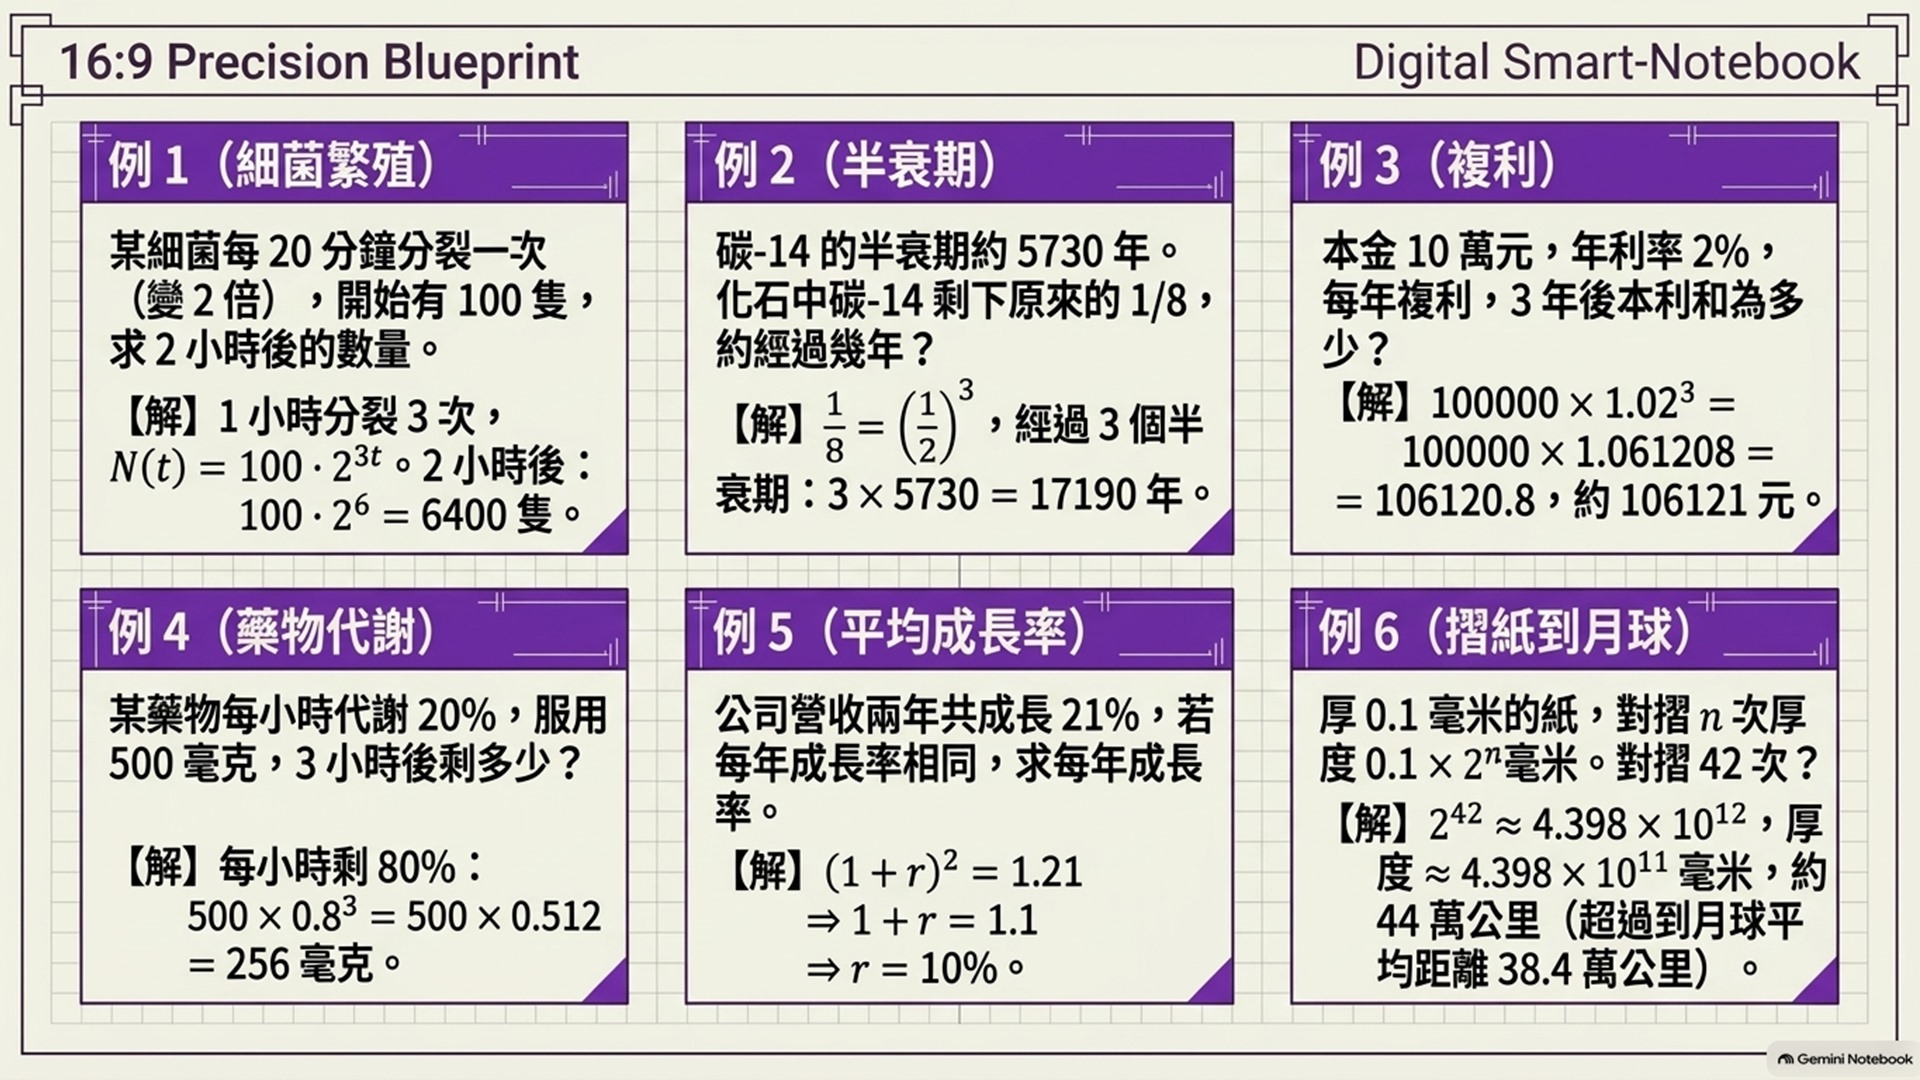 16:9 Precision Blueprint
Digital Smart-Notebook
例 1（細菌繁殖）
某細菌每 20 分鐘分裂一次
（變 2 倍），開始有 100 隻，
求 2 小時後的數量。
【解】1 小時分裂 3 次，
N(t) = 100 · 2^{3t}。2 小時後：
100 · 2^6 = 6400 隻。
例 2（半衰期）
碳-14 的半衰期約 5730 年。
化石中碳-14 剩下原來的 1/8，
約經過幾年？
【解】1/8 = (1/2)^3，經過 3 個半
衰期：3 × 5730 = 17190 年。
例 3（複利）
本金 10 萬元，年利率 2%，
每年複利，3 年後本利和為多
少？
【解】100000 × 1.02^3 =
100000 × 1.061208 =
= 106120.8，約 106121 元。
例 4（藥物代謝）
某藥物每小時代謝 20%，服用
500 毫克，3 小時後剩多少？
【解】每小時剩 80%：
500 × 0.8^3 = 500 × 0.512
= 256 毫克。
例 5（平均成長率）
公司營收兩年共成長 21%，若
每年成長率相同，求每年成長
率。
【解】(1 + r)^2 = 1.21
⇒ 1 + r = 1.1
⇒ r = 10%。
例 6（摺紙到月球）
厚 0.1 毫米的紙，對摺 n 次厚
度 0.1 × 2^n毫米。對摺 42 次？
【解】2^{42} ≈ 4.398 × 10^{12}，厚
度 ≈ 4.398 × 10^{11} 毫米，約
44 萬公里（超過到月球平
均距離 38.4 萬公里）。
Gemini Notebook